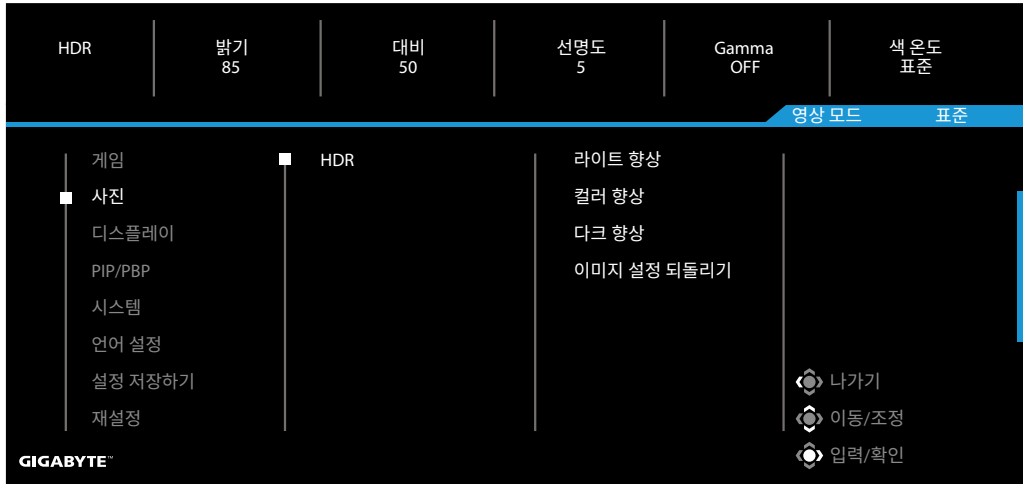 HDR
밝기
85
대비
50
선명도
5
Gamma
OFF
색 온도
표준
영상 모드 표준
게임
사진
디스플레이
PIP/PBP
시스템
언어 설정
설정 저장하기
재설정
HDR
라이트 향상
컬러 향상
다크 향상
이미지 설정 되돌리기
나가기
이동/조정
입력/확인
GIGABYTE™